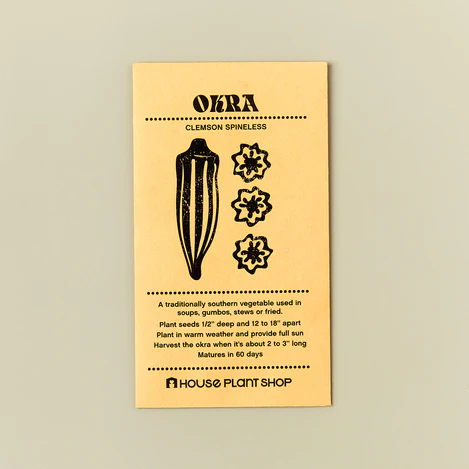 OKRA
CLEMSON SPINELESS
A traditionally southern vegetable used in
soups, gumbos, stews or fried.
Plant seeds 1/2" deep and 12 to 18" apart
Plant in warm weather and provide full sun
Harvest the okra when it's about 2 to 3" long
Matures in 60 days
HOUSE PLANT SHOP